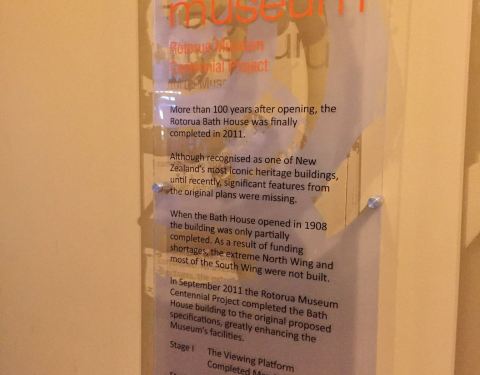 museum
Rotorua Museum
Centennial Project
More than 100 years after opening, the
Rotorua Bath House was finally
completed in 2011.
Although recognised as one of New
Zealand's most iconic heritage buildings,
until recently, significant features from
the original plans were missing.
When the Bath House opened in 1908
the building was only partially
completed. As a result of funding
shortages, the extreme North Wing and
most of the South Wing were not built.
In September 2011 the Rotorua Museum
Centennial Project completed the Bath
House building to the original proposed
specifications, greatly enhancing the
Museum's facilities.
Stage I The Viewing Platform
Completed